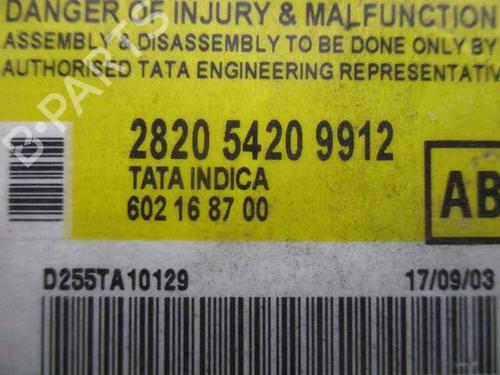 DANGER OF INJURY & MALFUNCTION
ASSEMBLY & DISASSEMBLY TO BE DONE ONLY BY
AUTHORISED TATA ENGINEERING REPRESENTATIV
2820 5420 9912
TATA INDICA
602 16 87 00
AB
D255TA10129
17/09/03
B-PARTS